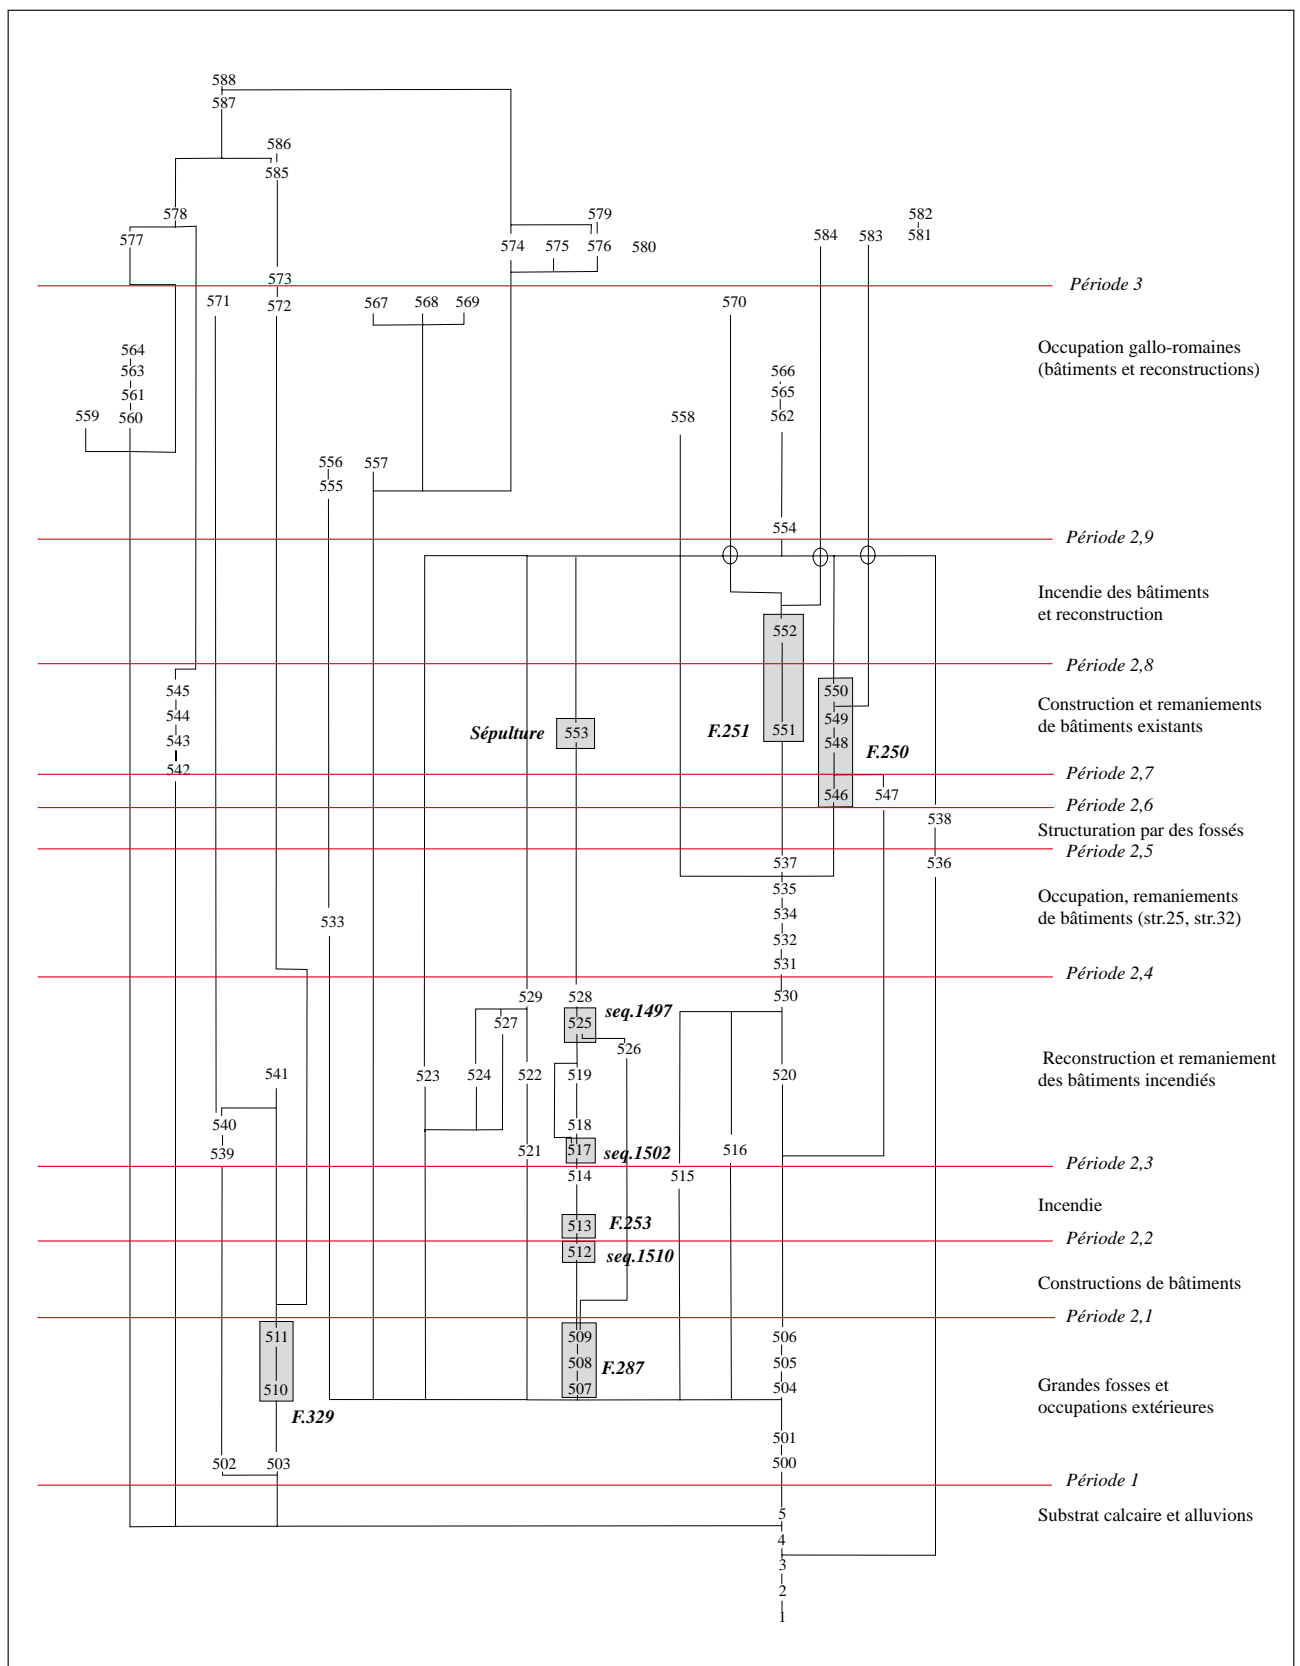 588
587
586
585
578
577
579
574 575 576 580
582
584 583 581
573
Période 3
571 572 567 568 569 570
Occupation gallo-romaines
(bâtiments et reconstructions)
564
563
561
559 560
566
565
558 562
556 557
555
554
Période 2,9
Incendie des bâtiments
et reconstruction
552
Période 2,8
545
544
543
542
550
549
548
Construction et remaniements
de bâtiments existants
Sépulture 553
F.251 551
F.250
Période 2,7
546 547
Période 2,6
538
Structuration par des fossés
Période 2,5
537 536
535
534
532
531
533
Occupation, remaniements
de bâtiments (str.25, str.32)
Période 2,4
529 528 530
seq.1497
527 525
526
Reconstruction et remaniement
des bâtiments incendiés
541 523 524 522 519 520
540 518
539 521 517 seq.1502 516
Période 2,3
514 515
Incendie
513 F.253
Période 2,2
512 seq.1510
Constructions de bâtiments
Période 2,1
511 509 506
508 F.287 505
510 507 504
Grandes fosses et
occupations extérieures
F.329
501
502 503 500
Période 1
5
Substrat calcaire et alluvions
4
3
2
1